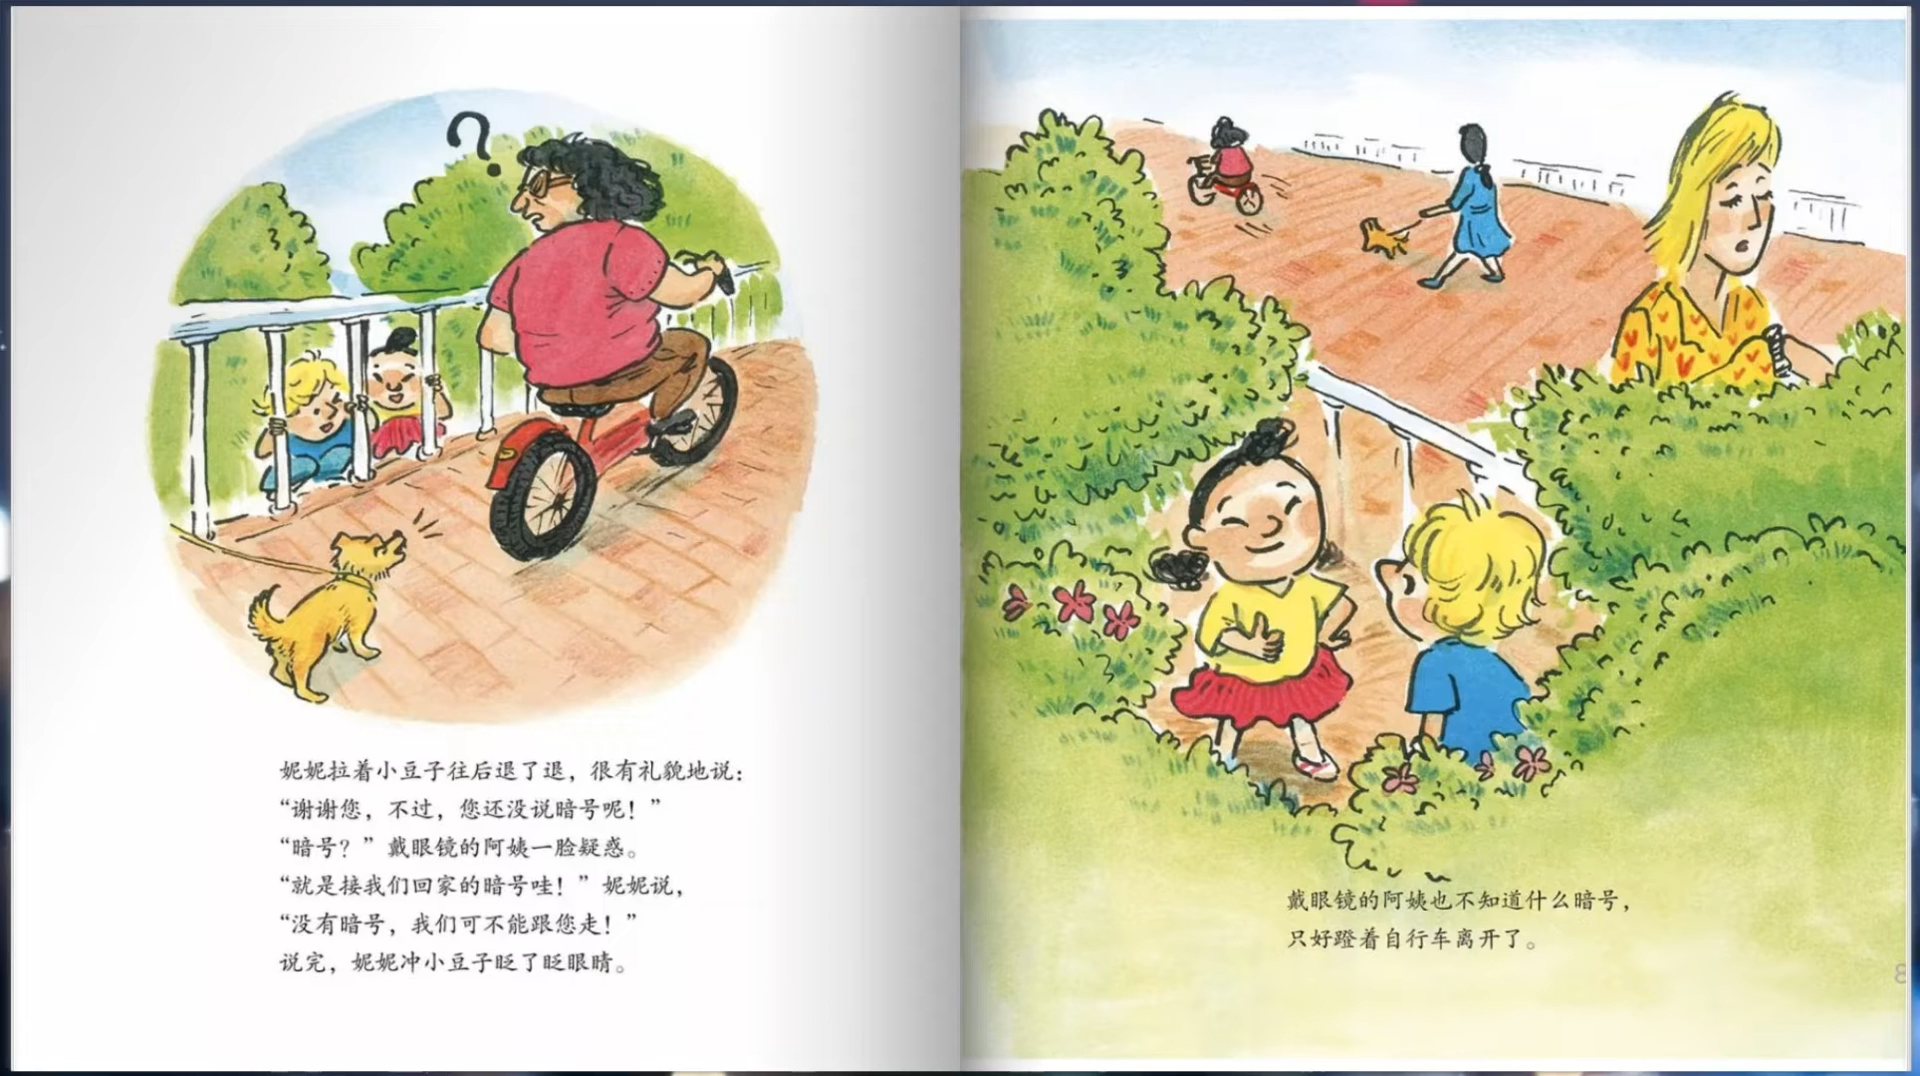 ?
妮妮拉着小豆子往后退了退，很有礼貌地说：
“谢谢您，不过，您还没说暗号呢！”
“暗号？”戴眼镜的阿姨一脸疑惑。
“就是接我们回家的暗号哇！”妮妮说，
“没有暗号，我们可不能跟您走！”
说完，妮妮冲小豆子眨了眨眼睛。
戴眼镜的阿姨也不知道什么暗号，
只好蹬着自行车离开了。
8